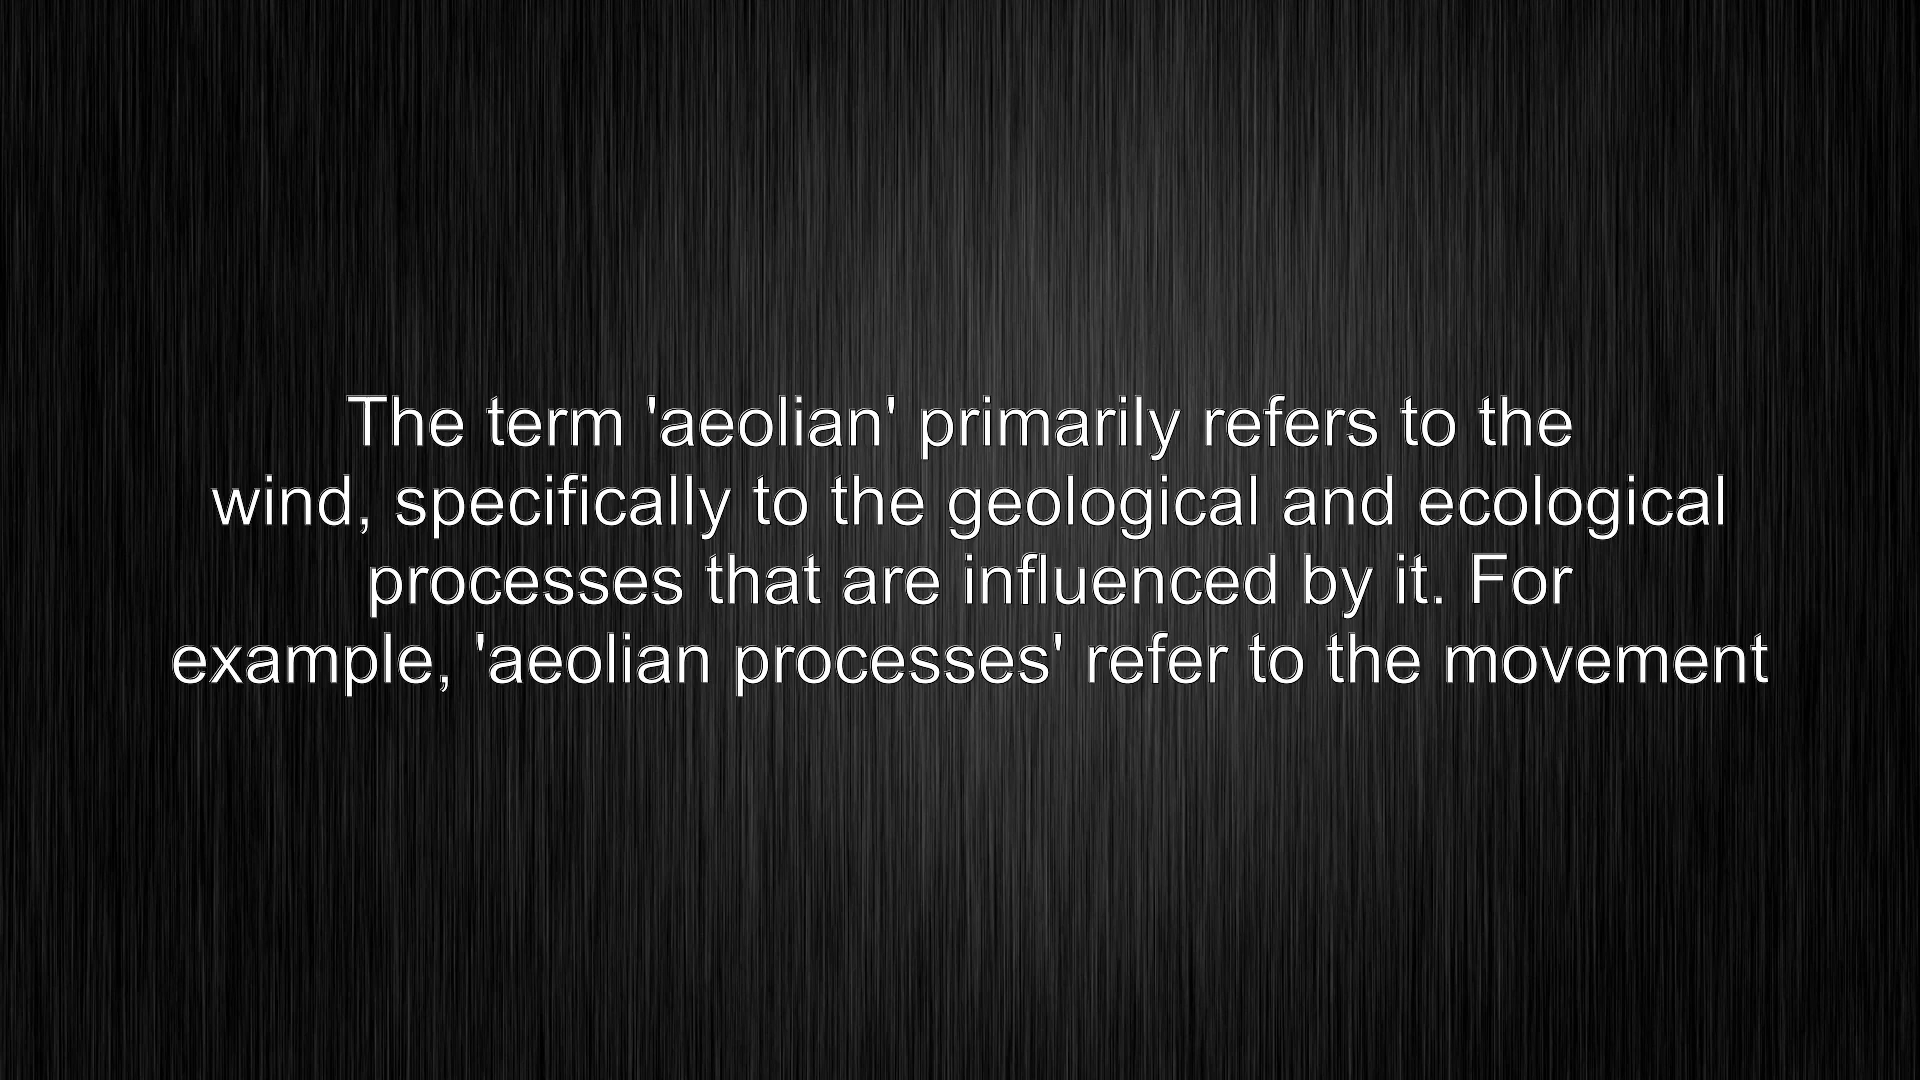 The term 'aeolian' primarily refers to the
wind, specifically to the geological and ecological
processes that are influenced by it. For
example, 'aeolian processes' refer to the movement